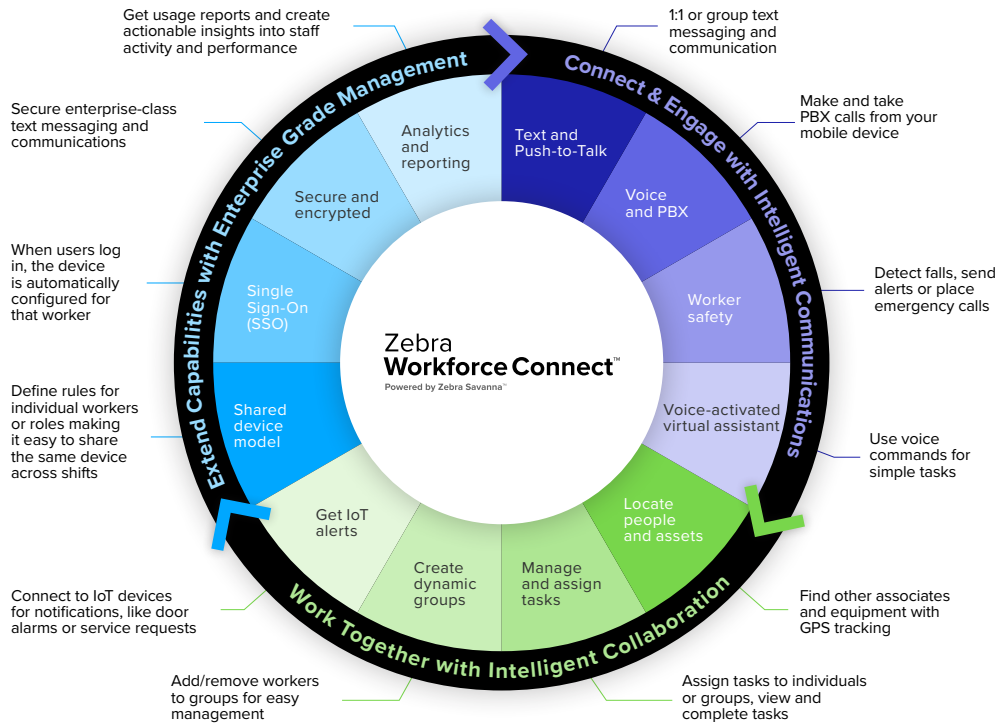 Get usage reports and create
actionable insights into staff
activity and performance
1:1 or group text
messaging and
communication
Secure enterprise-class
text messaging and
communications
Make and take
PBX calls from your
mobile device
When users log
in, the device
is automatically
configured for
that worker
Detect falls, send
alerts or place
emergency calls
Define rules for
individual workers
or roles making
it easy to share
the same device
across shifts
Use voice
commands for
simple tasks
Connect to IoT devices
for notifications, like door
alarms or service requests
Find other associates
and equipment with
GPS tracking
Add/remove workers
to groups for easy
management
Assign tasks to individuals
or groups, view and
complete tasks
Extend Capabilities with Enterprise Grade Management
Connect & Engage with Intelligent Communications
Work Together with Intelligent Collaboration
Analytics
and
reporting
Text and
Push-to-Talk
Secure and
encrypted
Voice
and PBX
Single
Sign-On
(SSO)
Worker
safety
Shared
device
model
Voice-activated
virtual assistant
Get IoT
alerts
Locate
people
and assets
Create
dynamic
groups
Manage
and assign
tasks
Zebra
Workforce Connect™
Powered by Zebra Savanna™